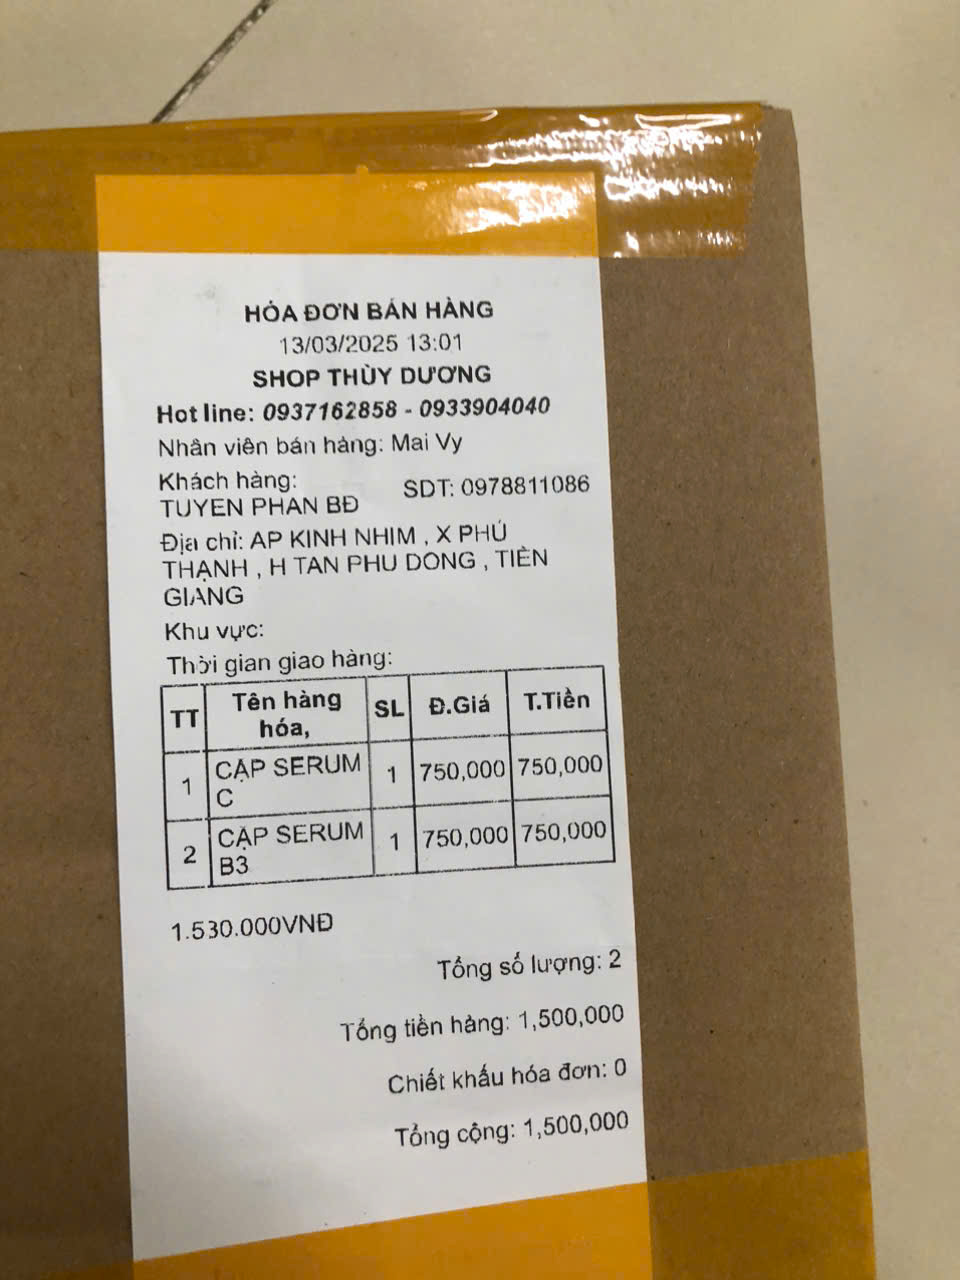 HÓA ĐƠN BÁN HÀNG
13/03/2025 13:01
SHOP THÙY DƯƠNG
Hot line: 0937162858 - 0933904040
Nhân viên bán hàng: Mai Vy
Khách hàng: SDT: 0978811086
TUYEN PHAN BĐ
Địa chỉ: AP KINH NHIM , X PHÚ
THẠNH , H TAN PHU DONG , TIỀN
GIANG
Khu vực:
Thời gian giao hàng:
TT Tên hàng hóa, SL Đ.Giá T.Tiền
1 CẶP SERUM C 1 750,000 750,000
2 CẶP SERUM B3 1 750,000 750,000
1.530.000VNĐ
Tổng số lượng: 2
Tổng tiền hàng: 1,500,000
Chiết khấu hóa đơn: 0
Tổng cộng: 1,500,000